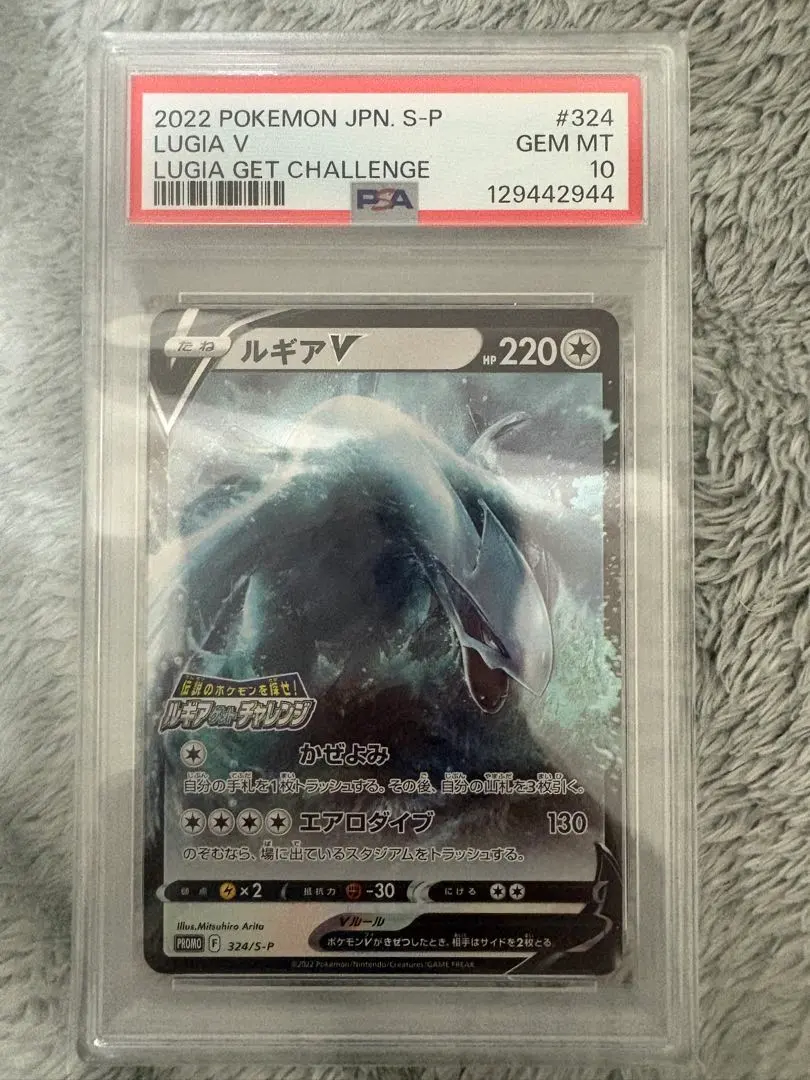 2022 POKEMON JPN. S-P #324
LUGIA V GEM MT
LUGIA GET CHALLENGE 10
PSA 129442944
たね ルギアV HP 220
伝説のポケモンを探せ!
ルギアゲットチャレンジ
かぜよみ
自分の手札を1枚トラッシュする。その後、自分の山札を3枚引く。
エアロダイブ 130
のぞむなら、場に出ているスタジアムをトラッシュする。
弱点 ×2 抵抗力 -30 にげる
Illus.Mitsuhiro Arita
Vルール
PROMO F 324/S-P
ポケモンVがきぜつしたとき、相手はサイドを2枚とる。
©2022 Pokémon/Nintendo/Creatures/GAME FREAK